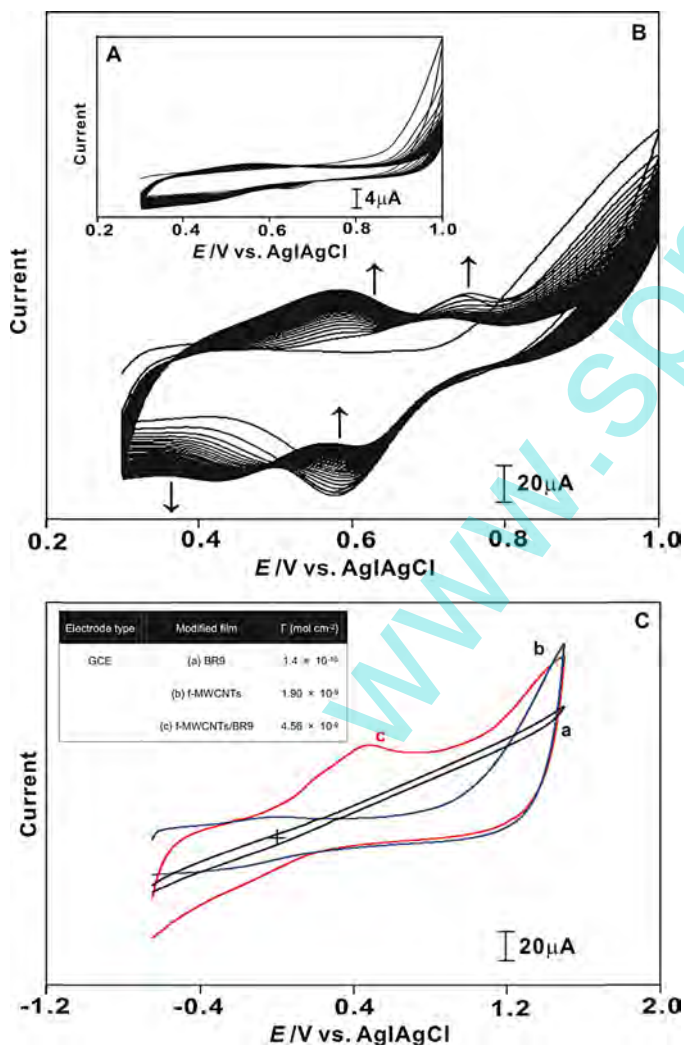 A
B
Current
4μA
0.2 0.4 0.6 0.8 1.0
E /V vs. Ag|AgCl
Current
20μA
0.2 0.4 0.6 0.8 1.0
E /V vs. Ag|AgCl
C
Electrode type Modified film Γ (mol cm⁻²)
GCE (a) BR9 1.4 ×
(b) f-MWCNTs 1.90 × 10⁻⁹
(c) f-MWCNTs/BR9 4.56 × 10⁻⁹
b
a
c
Current
20μA
-1.2 -0.4 0.4 1.2 2.0
E /V vs. Ag|AgCl
www.sp